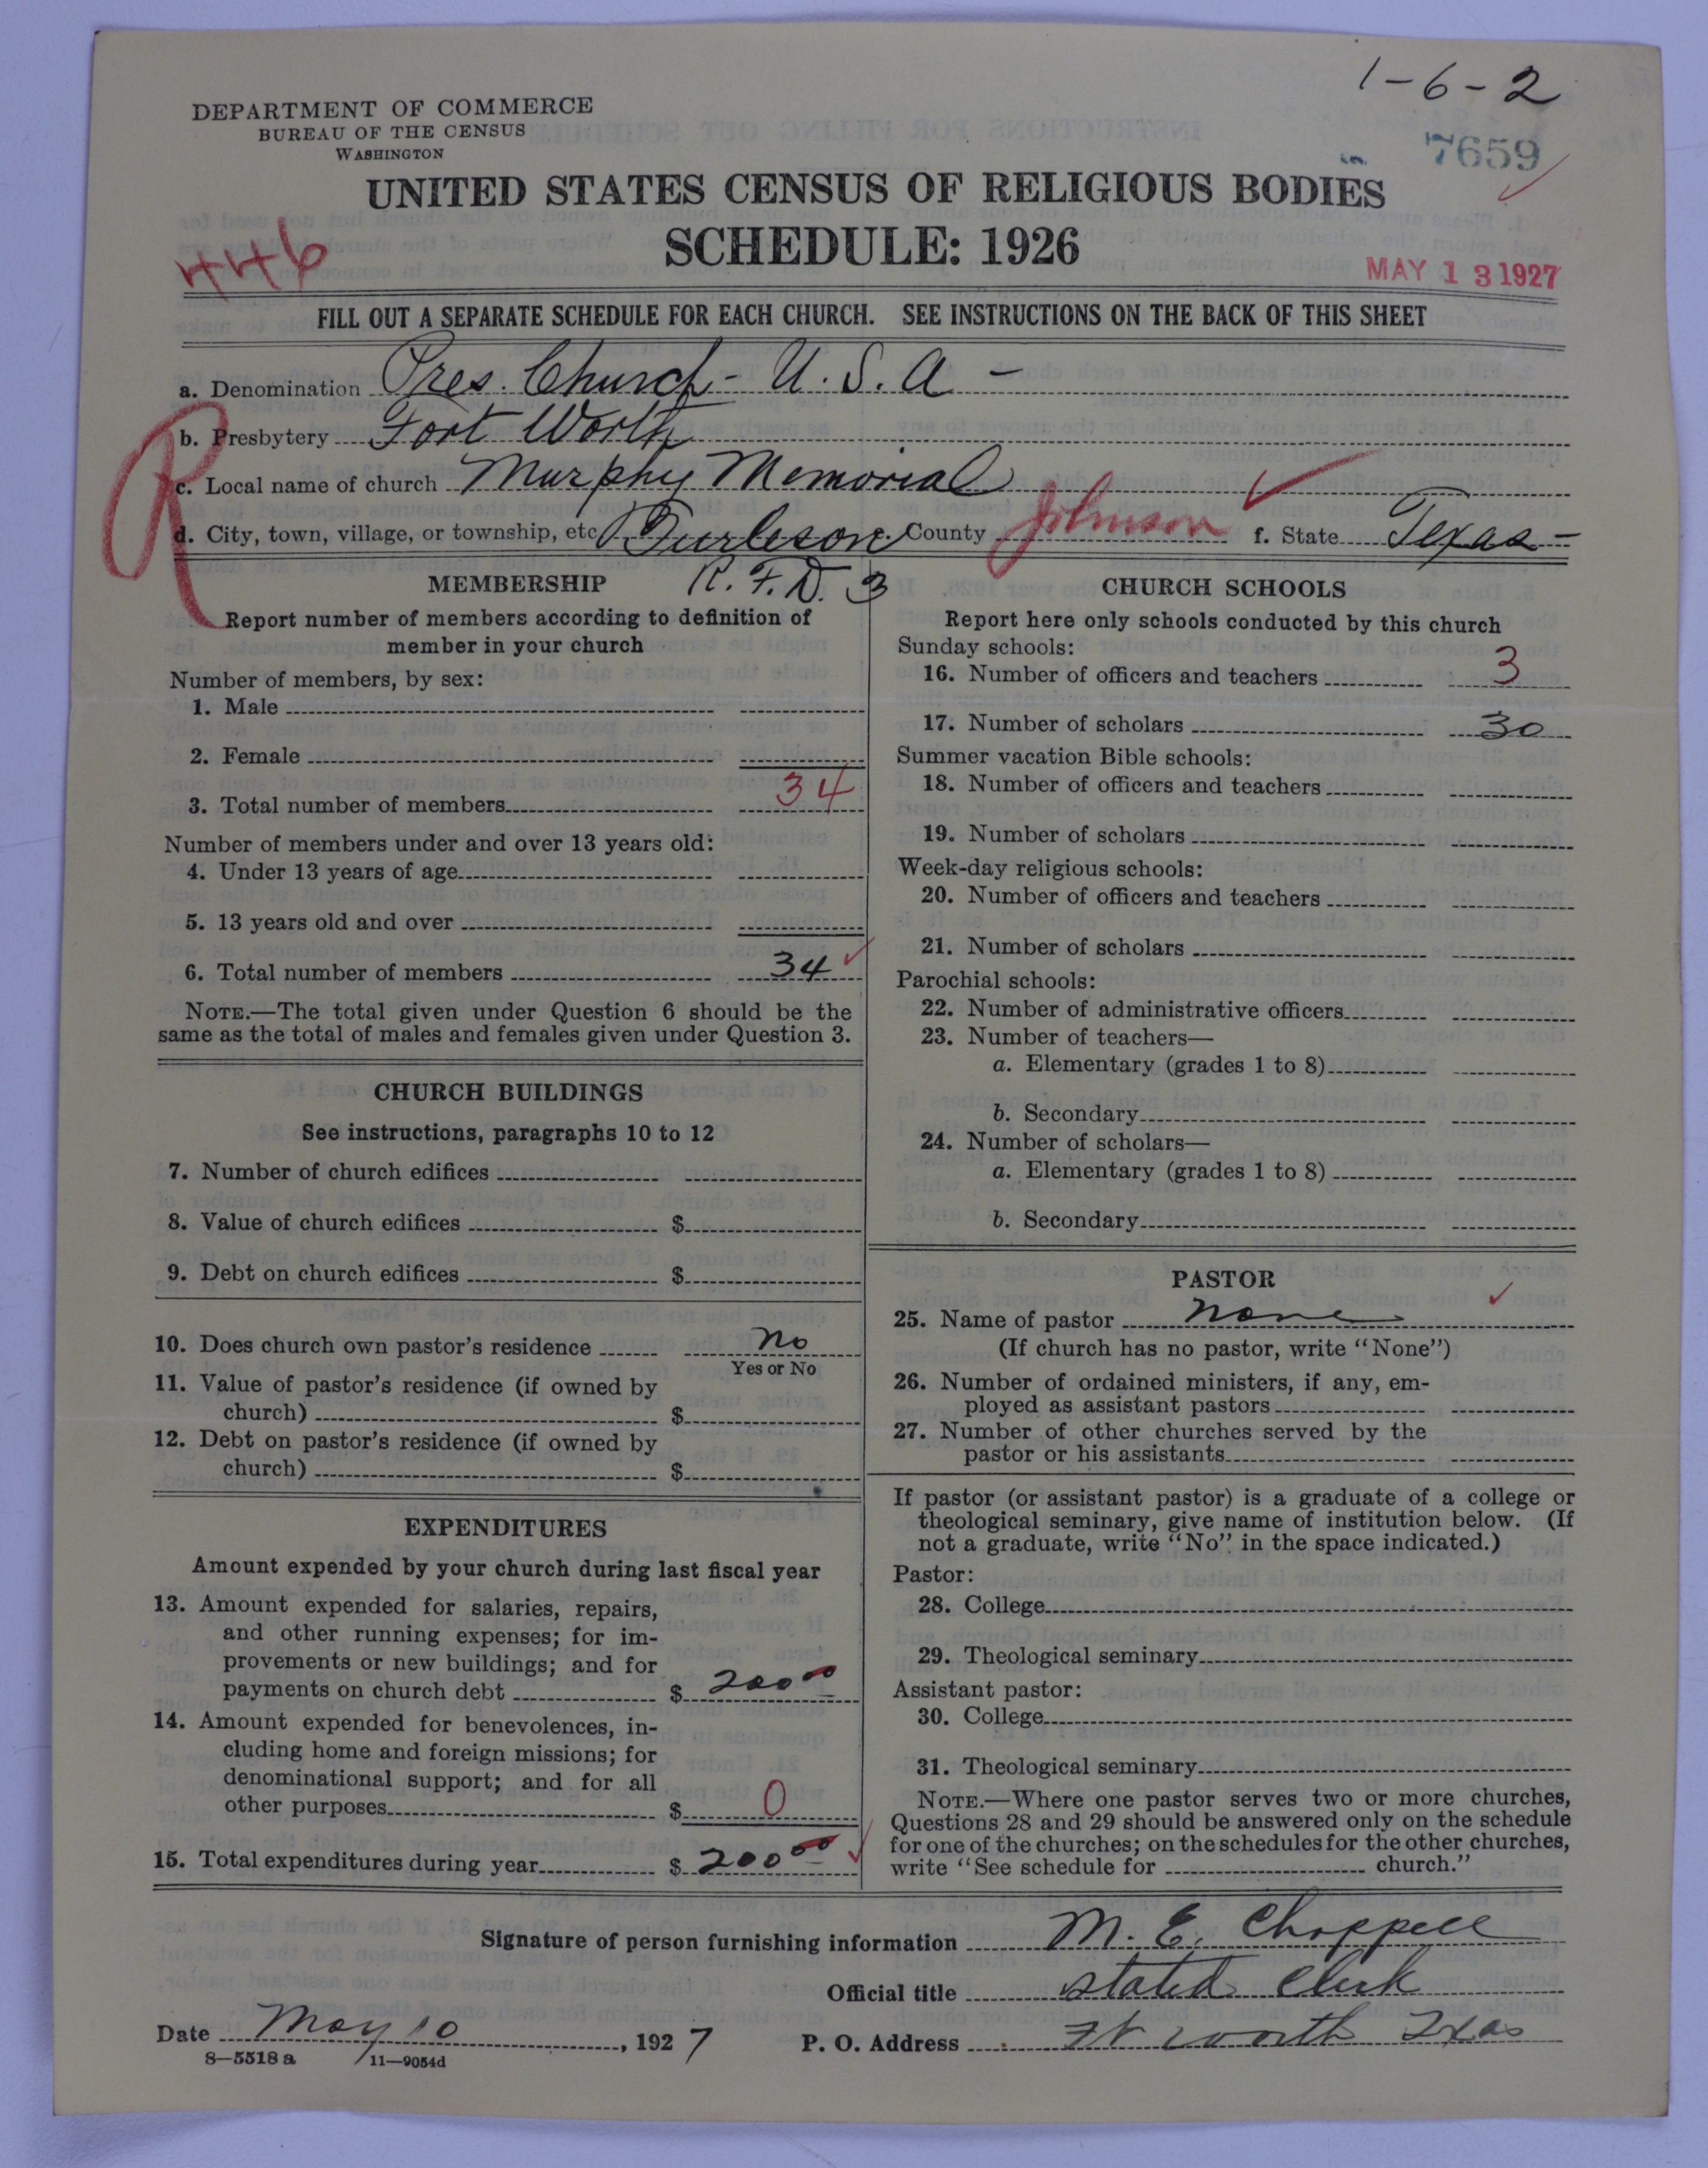 1-6-2
DEPARTMENT OF COMMERCE
BUREAU OF THE CENSUS
WASHINGTON
7659
UNITED STATES CENSUS OF RELIGIOUS BODIES
SCHEDULE: 1926
446
MAY 13 1927
FILL OUT A SEPARATE SCHEDULE FOR EACH CHURCH. SEE INSTRUCTIONS ON THE BACK OF THIS SHEET
a. Denomination Pres. Church - U. S. A -
b. Presbytery Fort Worth
c. Local name of church Murphy Memorial
d. City, town, village, or township, etc Burleson County Johnson f. State Texas -
R
R. F. D. 3
MEMBERSHIP
Report number of members according to definition of
member in your church
Number of members, by sex:
1. Male
2. Female
3. Total number of members 34
Number of members under and over 13 years old:
4. Under 13 years of age
5. 13 years old and over
6. Total number of members 34
NOTE.—The total given under Question 6 should be the
same as the total of males and females given under Question 3.
CHURCH BUILDINGS
See instructions, paragraphs 10 to 12
7. Number of church edifices
8. Value of church edifices $
9. Debt on church edifices $
10. Does church own pastor's residence No
Yes or No
11. Value of pastor's residence (if owned by
church) $
12. Debt on pastor's residence (if owned by
church) $
EXPENDITURES
Amount expended by your church during last fiscal year
13. Amount expended for salaries, repairs,
and other running expenses; for im-
provements or new buildings; and for
payments on church debt $ 200 00
14. Amount expended for benevolences, in-
cluding home and foreign missions; for
denominational support; and for all
other purposes $ 0
15. Total expenditures during year $ 200 00
CHURCH SCHOOLS
Report here only schools conducted by this church
Sunday schools:
16. Number of officers and teachers 3
17. Number of scholars 30
Summer vacation Bible schools:
18. Number of officers and teachers
19. Number of scholars
Week-day religious schools:
20. Number of officers and teachers
21. Number of scholars
Parochial schools:
22. Number of administrative officers
23. Number of teachers—
a. Elementary (grades 1 to 8)
b. Secondary
24. Number of scholars—
a. Elementary (grades 1 to 8)
b. Secondary
PASTOR
25. Name of pastor None
(If church has no pastor, write "None")
26. Number of ordained ministers, if any, em-
ployed as assistant pastors
27. Number of other churches served by the
pastor or his assistants
If pastor (or assistant pastor) is a graduate of a college or
theological seminary, give name of institution below. (If
not a graduate, write "No" in the space indicated.)
Pastor:
28. College
29. Theological seminary
Assistant pastor:
30. College
31. Theological seminary
NOTE.—Where one pastor serves two or more churches,
Questions 28 and 29 should be answered only on the schedule
for one of the churches; on the schedules for the other churches,
write "See schedule for church."
Signature of person furnishing information M. E. Chappell
Official title Stated Clerk
Date May 10, 1927 P. O. Address Ft Worth Texas
8—5518 a 11—9054d